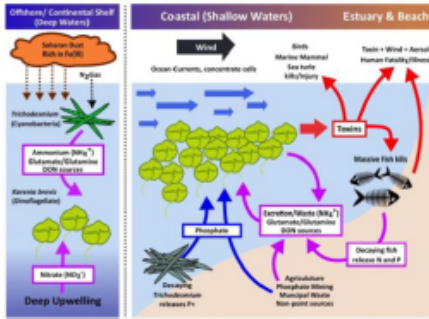 Offshore/ Continental Shelf
(Deep Waters)
Saharan Dust
Rich in Fe(III)
N₂Gas
Trichodesmium
(Cyanobacteria)
Ammonium (NH₄⁺)
Glutamate/Glutamine
DON sources
Karenia brevis
(Dinoflagellate)
Nitrate (NO₃⁻)
Deep Upwelling
Coastal (Shallow Waters)
Estuary & Beach
Wind
Ocean Currents, concentrate cells
Birds
Marine Mammal
Sea turtle
kills/Injury
Toxin + Wind = Aerosol
Human Fatality/Illness
Toxins
Massive Fish kills
Excretion/Waste (NH₄⁺)
Glutamate/Glutamine
DON sources
Phosphate
Decaying fish
release N and P
Decaying
Trichodesmium
releases P+
Agriculuture
Phosphate Mining
Muncipal Waste
Non-point sources